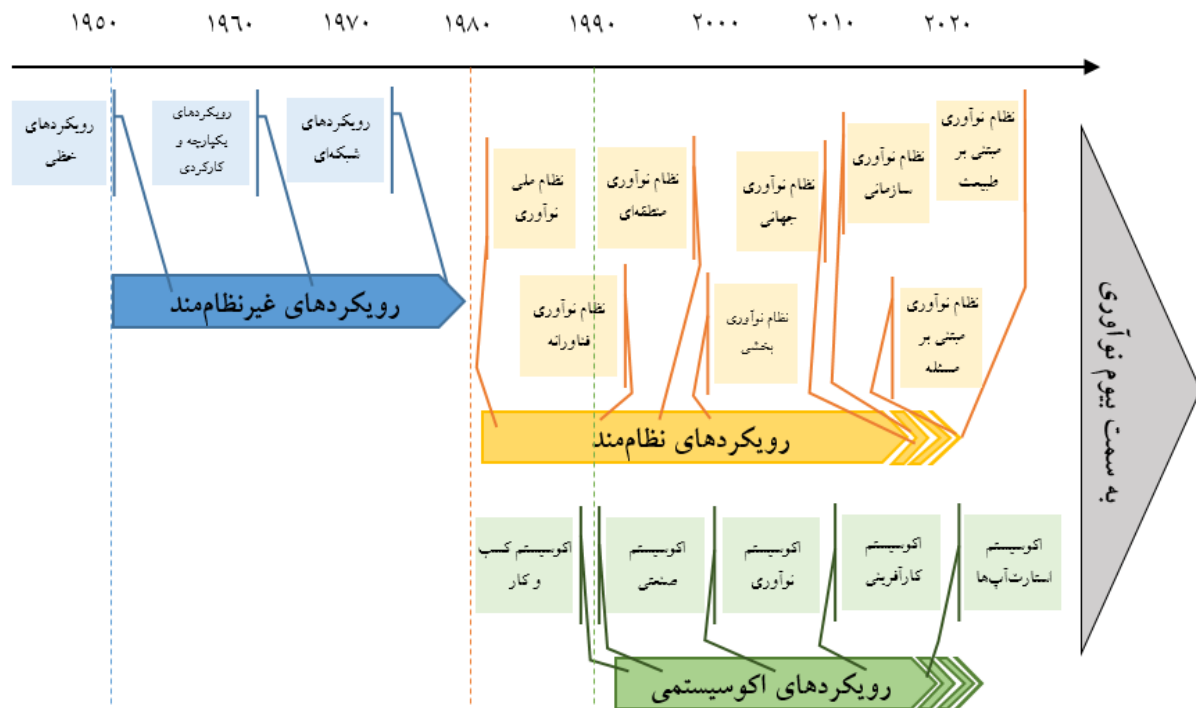 ۱۹۵۰ ۱۹۶۰ ۱۹۷۰ ۱۹۸۰ ۱۹۹۰ ۲۰۰۰ ۲۰۱۰ ۲۰۲۰
رویکردهای
خطی
رویکردهای
یکپارچه و
کارکردی
رویکردهای
شبکه‌ای
رویکردهای غیرنظام‌مند
نظام ملی
نوآوری
نظام نوآوری
فناورانه
نظام نوآوری
منطقه‌ای
نظام نوآوری
بخشی
نظام نوآوری
جهانی
نظام نوآوری
سازمانی
نظام نوآوری
مبتنی بر
مسئله
نظام نوآوری
مبتنی بر
طبیعت
رویکردهای نظام‌مند
اکوسیستم کسب
و کار
اکوسیستم
صنعتی
اکوسیستم
نوآوری
اکوسیستم
کارآفرینی
اکوسیستم
استارت‌آپ‌ها
رویکردهای اکوسیستمی
به سمت بیوم نوآوری